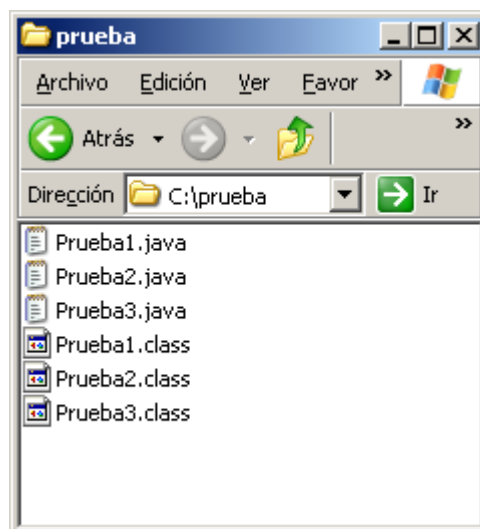 prueba
Archivo Edición Ver Favor »
Atrás »
Dirección C:\prueba Ir
Prueba1.java
Prueba2.java
Prueba3.java
Prueba1.class
Prueba2.class
Prueba3.class